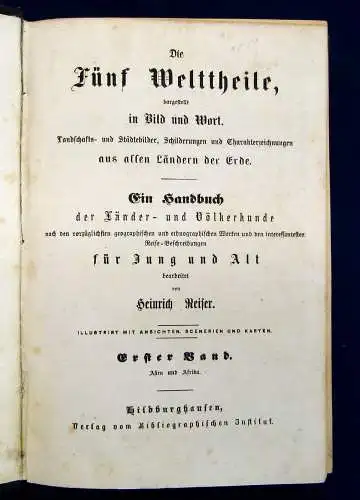 Die
Fünf Welttheile,
dargestellt
in Bild und Wort.
Landschafts- und Städtebilder, Schilderungen und Charakterzeichnungen
aus allen Ländern der Erde.
Ein Handbuch
der Länder- und Völkerkunde
nach den vorzüglichsten geographischen und ethnographischen Werken und den interessantesten
Reise-Beschreibungen
für Jung und Alt
bearbeitet
von
Heinrich Reiser.
ILLUSTRIRT MIT ANSICHTEN, SCENERIEN UND KARTEN.
Erster Band.
Asien und Afrika.
Hildburghausen,
Verlag vom Bibliographischen Institut.